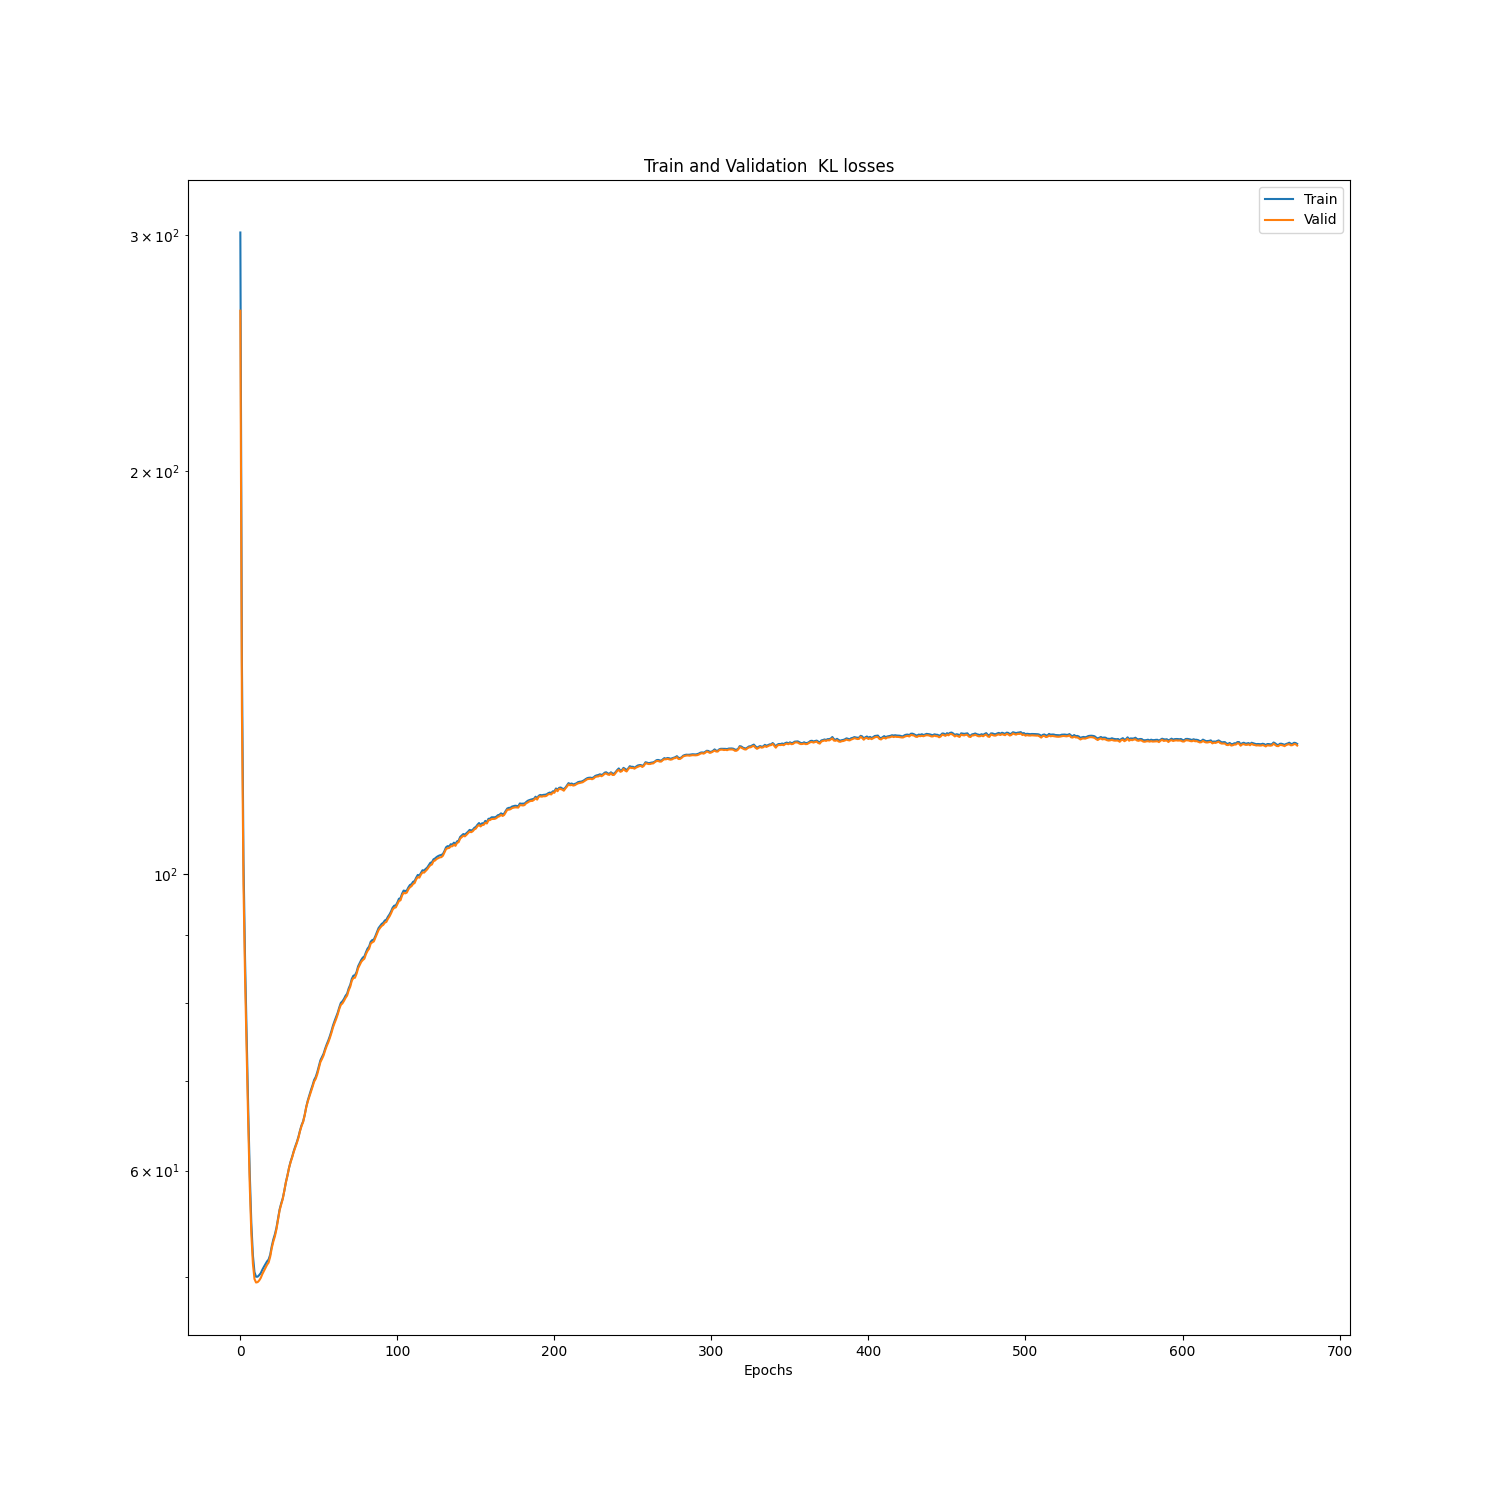 Train and Validation  KL losses
Train
Valid
3 × 10²
2 × 10²
10²
6 × 10¹
0 100 200 300 400 500 600 700
Epochs